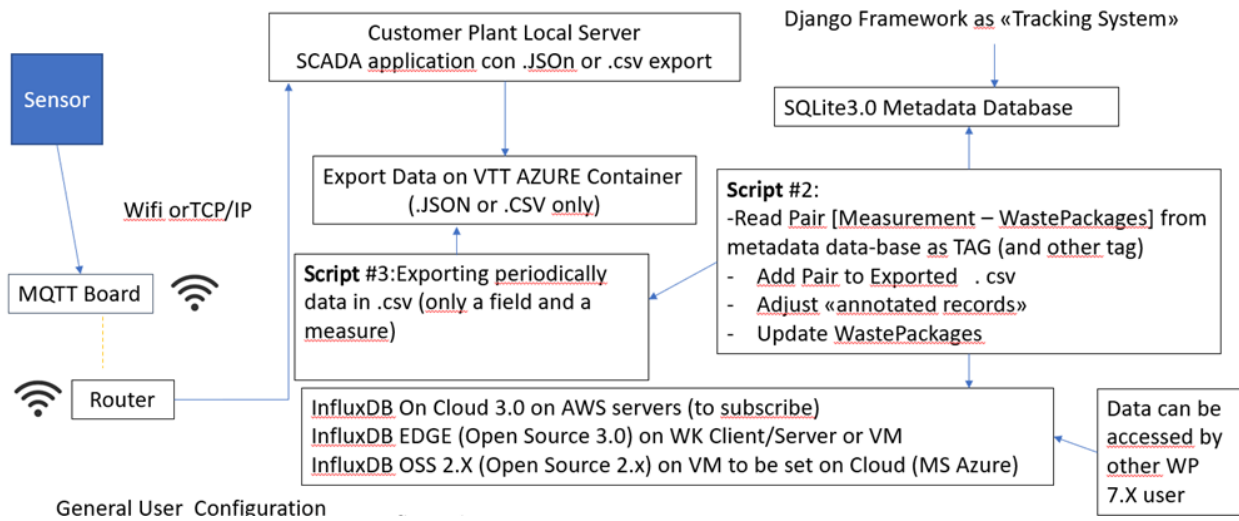 Django Framework as «Tracking System»
Customer Plant Local Server
SCADA application con .JSOn or .csv export
Sensor
SQLite3.0 Metadata Database
Export Data on VTT AZURE Container
(.JSON or .CSV only)
Wifi orTCP/IP
Script #2:
-Read Pair [Measurement – WastePackages] from
metadata data-base as TAG (and other tag)
- Add Pair to Exported . csv
- Adjust «annotated records»
- Update WastePackages
Script #3:Exporting periodically
data in .csv (only a field and a
measure)
MQTT Board
Router
InfluxDB On Cloud 3.0 on AWS servers (to subscribe)
InfluxDB EDGE (Open Source 3.0) on WK Client/Server or VM
InfluxDB OSS 2.X (Open Source 2.x) on VM to be set on Cloud (MS Azure)
Data can be
accessed by
other WP
7.X user
General User Configuration